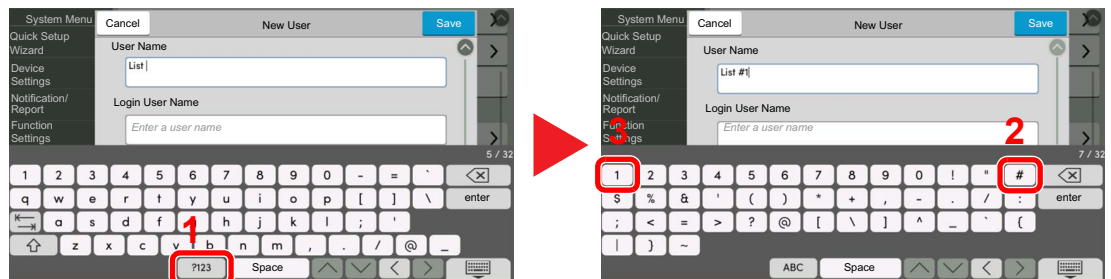 System Menu
Quick Setup
Wizard
Device
Settings
Notification/
Report
Function
Settings
Cancel
New User
Save
User Name
List
Login User Name
Enter a user name
5 / 32
1 2 3 4 5 6 7 8 9 0 - = `
q w e r t y u i o p [ ] \ enter
a s d f g h j k l ; '
z x c v b n m , . / @ _
?123 Space
1
System Menu
Quick Setup
Wizard
Device
Settings
Notification/
Report
Function
Settings
Cancel
New User
Save
User Name
List #1
Login User Name
Enter a user name
3
2
7 / 32
1 2 3 4 5 6 7 8 9 0 ! " #
$ % & ' ( ) * + , - . / : enter
; < = > ? @ [ \ ] ^ _ ` {
| } ~
ABC Space